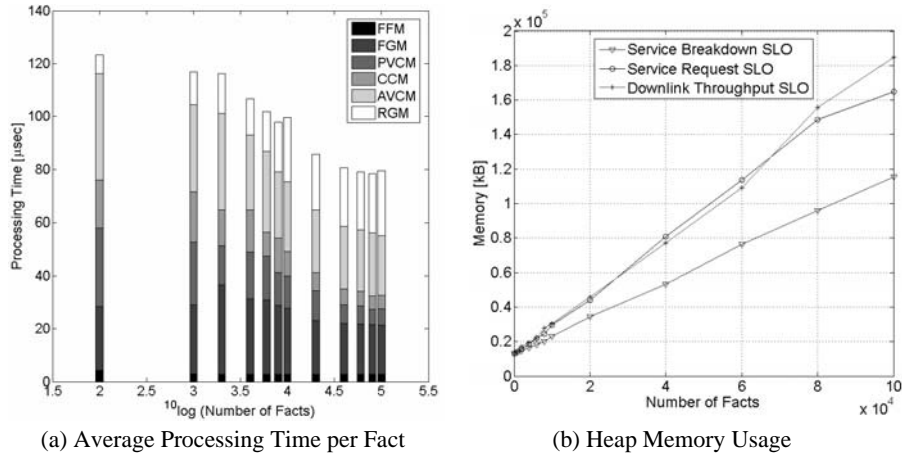 140
120
100
80
60
40
20
0
Processing Time [μsec]
FFM
FGM
PVCM
CCM
AVCM
RGM
1.5 2 2.5 3 3.5 4 4.5 5 5.5
10log (Number of Facts)
(a) Average Processing Time per Fact
2 x 10^5
1.8
1.6
1.4
1.2
1
0.8
0.6
0.4
0.2
0
Memory [kB]
Service Breakdown SLO
Service Request SLO
Downlink Throughput SLO
0 2 4 6 8 10
Number of Facts
x 10^4
(b) Heap Memory Usage